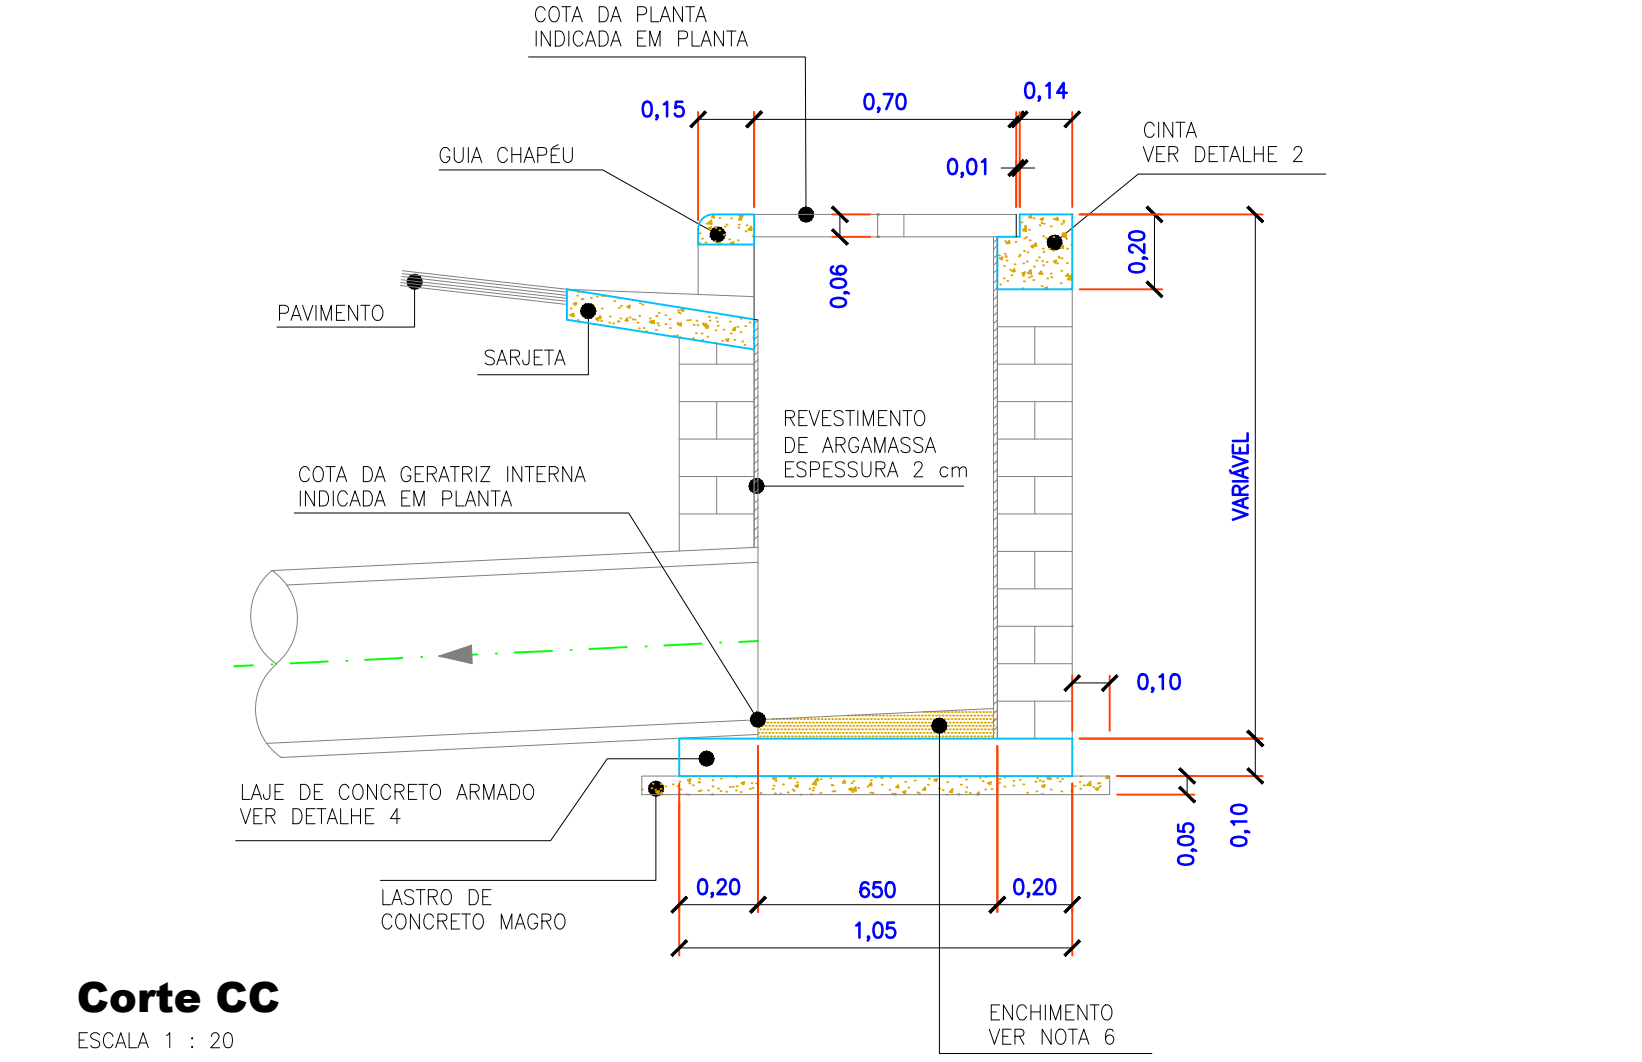 COTA DA PLANTA
INDICADA EM PLANTA
0,15
0,70
0,14
CINTA
VER DETALHE 2
GUIA CHAPÉU
0,01
0,20
0,06
PAVIMENTO
SARJETA
REVESTIMENTO
DE ARGAMASSA
ESPESSURA 2 cm
VARIÁVEL
COTA DA GERATRIZ INTERNA
INDICADA EM PLANTA
0,10
LAJE DE CONCRETO ARMADO
VER DETALHE 4
0,05
0,10
LASTRO DE
CONCRETO MAGRO
0,20
650
0,20
1,05
Corte CC
ESCALA 1 : 20
ENCHIMENTO
VER NOTA 6